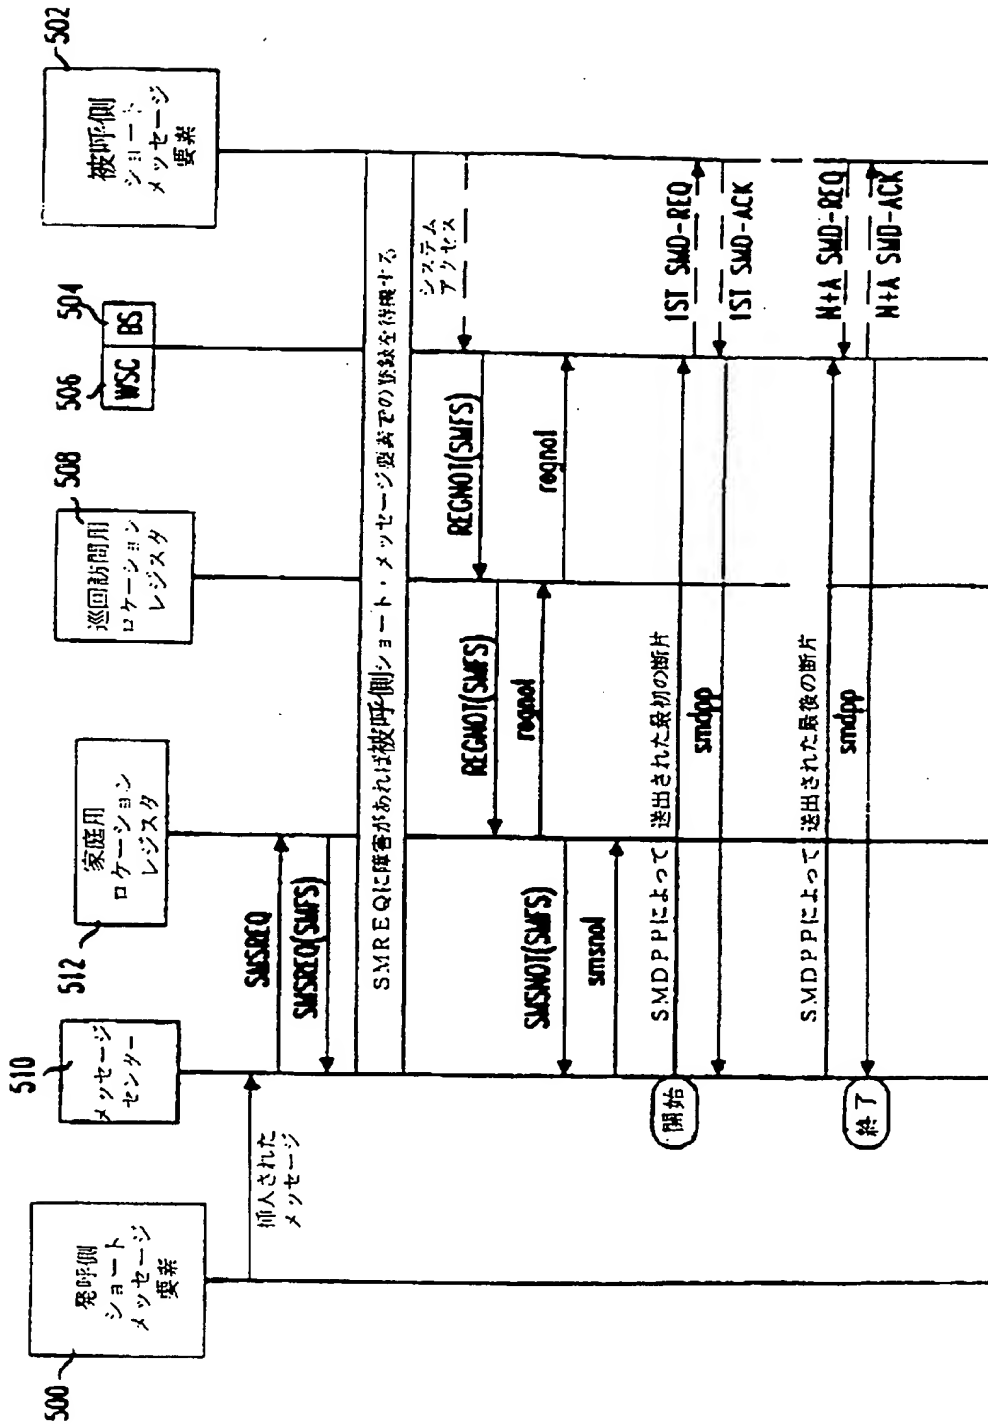 500
発呼側
ショート
メッセージ
要素
510
メッセージ
センター
512
家庭用
ロケーション
レジスタ
508
巡回訪問用
ロケーション
レジスタ
506
504
WSC
BS
502
被呼側
ショート
メッセージ
要素
挿入された
メッセージ
SMSREQ
SMSREQ(SMFS)
SMREQに障害があれば被呼側ショート・メッセージ要素での登録を待機する
システム
アクセス
REGNOT(SMFS)
REGNOT(SMFS)
regnot
regnot
SMSNOT(SMFS)
smsnot
開始
SMDPPによって 送出された最初の断片
1ST SMD-REQ
smdpp
1ST SMD-ACK
SMDPPによって 送出された最後の断片
N+A SMD-REQ
終了
smdpp
N+A SMD-ACK